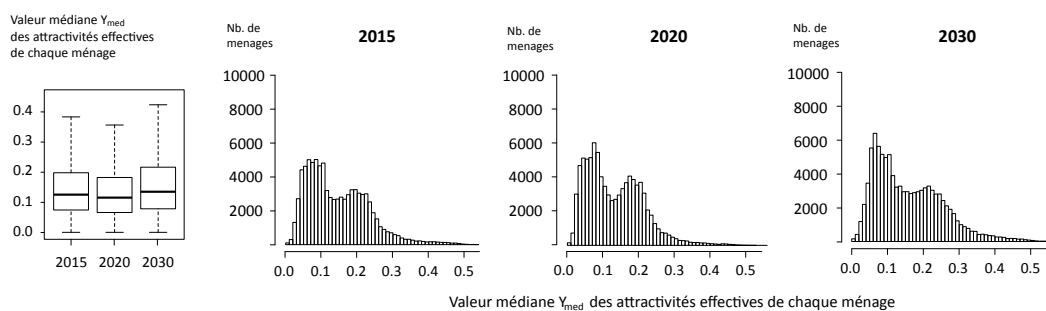 Valeur médiane Ymed
des attractivités effectives
de chaque ménage
0.4
0.3
0.2
0.1
0.0
2015 2020 2030
Nb. de
menages
2015
10000
8000
6000
4000
2000
0.0 0.1 0.2 0.3 0.4 0.5
Nb. de
menages
2020
10000
8000
6000
4000
2000
0.0 0.1 0.2 0.3 0.4 0.5
Nb. de
menages
2030
10000
8000
6000
4000
2000
0.0 0.1 0.2 0.3 0.4 0.5
Valeur médiane Ymed des attractivités effectives de chaque ménage